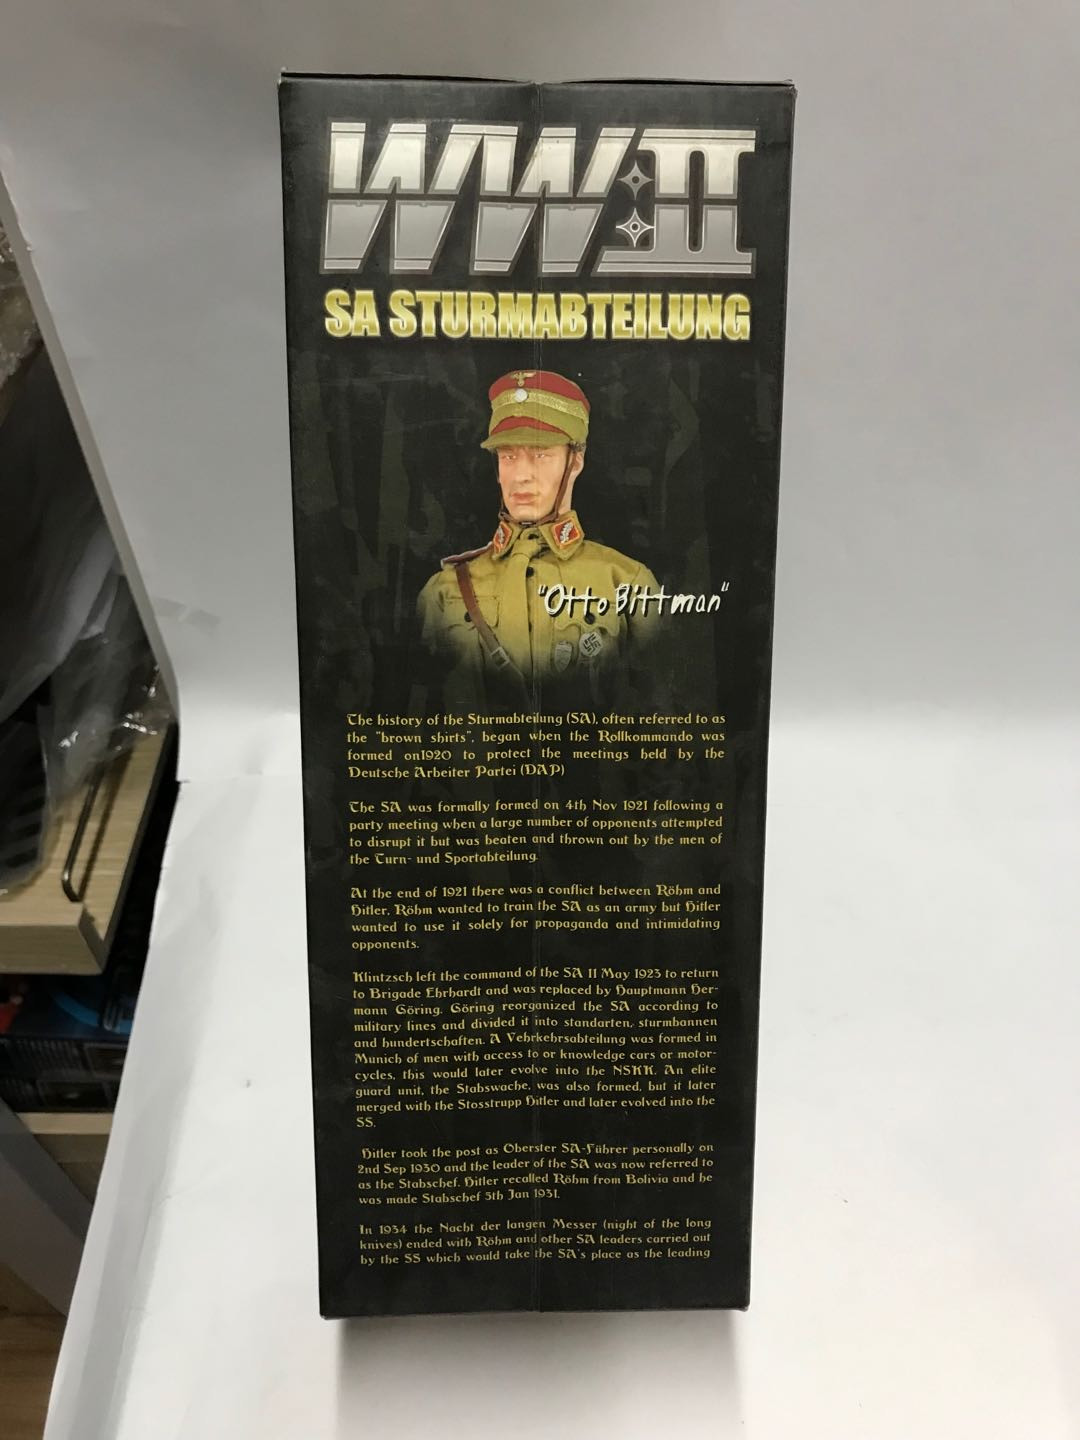 WWII
SA STURMABTEILUNG
"Otto Bittman"
The history of the Sturmabteilung (SA), often referred to as
the "brown shirts", began when the Rollkommando was
formed on1920 to protect the meetings held by the
Deutsche Arbeiter Partei (DAP)
The SA was formally formed on 4th Nov 1921 following a
party meeting when a large number of opponents attempted
to disrupt it but was beaten and thrown out by the men of
the Turn- und Sportabteilung.
At the end of 1921 there was a conflict between Röhm and
Hitler, Röhm wanted to train the SA as an army but Hitler
wanted to use it solely for propaganda and intimidating
opponents.
Klintzsch left the command of the SA 11 May 1923 to return
to Brigade Ehrhardt and was replaced by Hauptmann Her-
mann Göring. Göring reorganized the SA according to
military lines and divided it into standarten, sturmbannen
and hundertschaften. A Vehrkehrsabteilung was formed in
Munich of men with access to or knowledge cars or motor-
cycles, this would later evolve into the NSKK. An elite
guard unit, the Stabswache, was also formed, but it later
merged with the Stosstrupp Hitler and later evolved into the
SS.
Hitler took the post as Oberster SA-Führer personally on
2nd Sep 1930 and the leader of the SA was now referred to
as the Stabschef. Hitler recalled Röhm from Bolivia and he
was made Stabschef 5th Jan 1931.
In 1934 the Nacht der langen Messer (night of the long
knives) ended with Röhm and other SA leaders carried out
by the SS which would take the SA's place as the leading